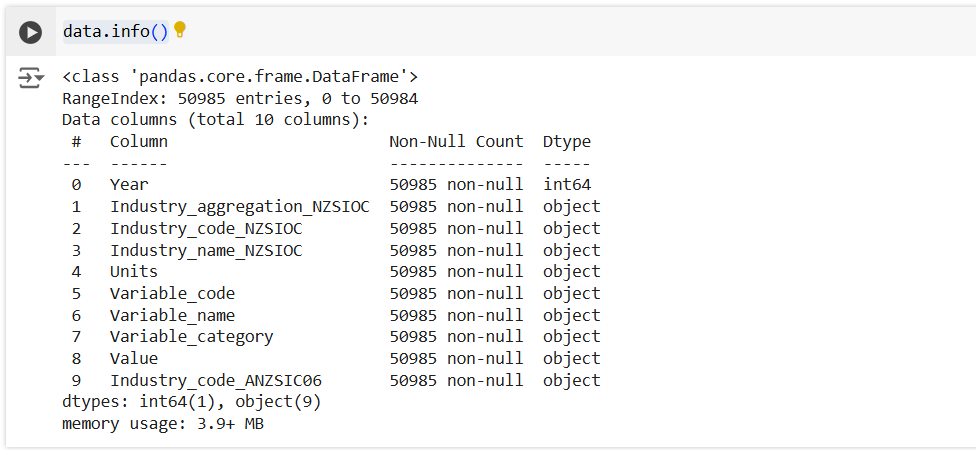 data.info()
<class 'pandas.core.frame.DataFrame'>
RangeIndex: 50985 entries, 0 to 50984
Data columns (total 10 columns):
 #   Column                       Non-Null Count  Dtype
---  ------                       --------------  -----
 0   Year                         50985 non-null  int64
 1   Industry_aggregation_NZSIOC  50985 non-null  object
 2   Industry_code_NZSIOC         50985 non-null  object
 3   Industry_name_NZSIOC         50985 non-null  object
 4   Units                        50985 non-null  object
 5   Variable_code                50985 non-null  object
 6   Variable_name                50985 non-null  object
 7   Variable_category            50985 non-null  object
 8   Value                        50985 non-null  object
 9   Industry_code_ANZSIC06       50985 non-null  object
dtypes: int64(1), object(9)
memory usage: 3.9+ MB